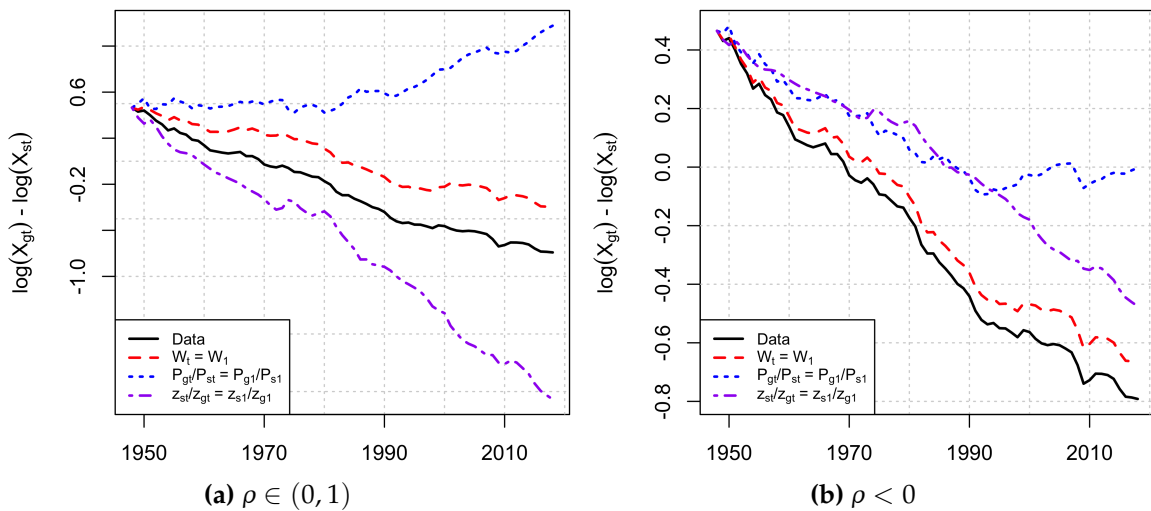 log(X_gt) - log(X_st)
0.6
-0.2
-1.0
Data
W_t = W_1
P_gt/P_st = P_g1/P_s1
z_st/z_gt = z_s1/z_g1
1950 1970 1990 2010
(a) ρ ∈ (0, 1)
log(X_gt) - log(X_st)
0.4
0.2
0.0
-0.2
-0.4
-0.6
-0.8
Data
W_t = W_1
P_gt/P_st = P_g1/P_s1
z_st/z_gt = z_s1/z_g1
1950 1970 1990 2010
(b) ρ < 0